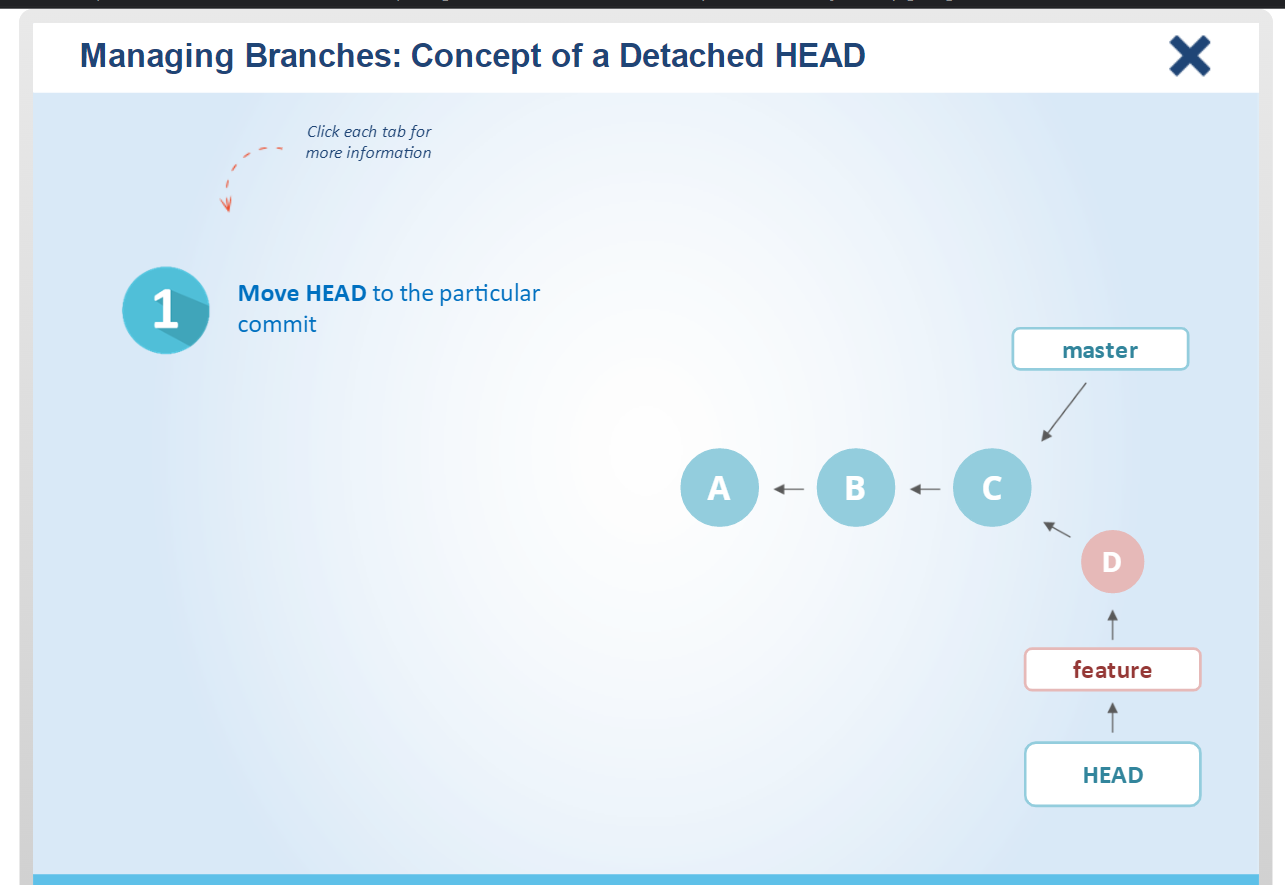 Managing Branches: Concept of a Detached HEAD
Click each tab for
more information
1
Move HEAD to the particular
commit
master
A
B
C
D
feature
HEAD